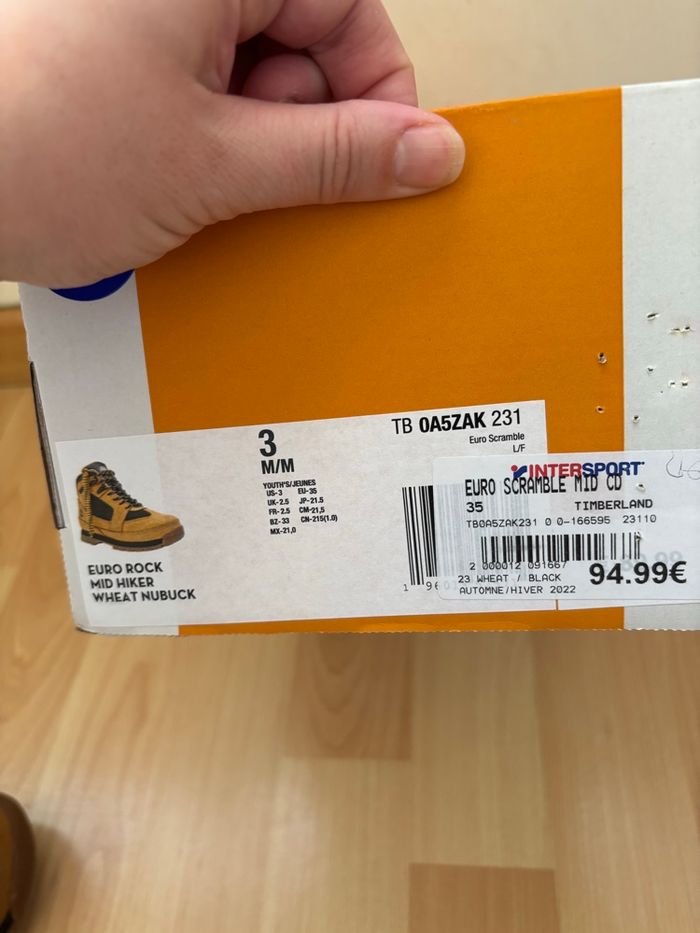 3
M/M
YOUTH'S/JEUNES
US-3 EU-35
UK-2.5 JP-21.5
FR-2.5 CM-21,5
BZ-33 CN-215(1.0)
MX-21,0
TB 0A5ZAK 231
Euro Scramble
L/F
EURO ROCK
MID HIKER
WHEAT NUBUCK
INTERSPORT
EURO SCRAMBLE MID CD
35 TIMBERLAND
TB0A5ZAK231 0 0-166595 23110
2 000012 091667
94.99€
23 WHEAT / BLACK
AUTOMNE/HIVER 2022
1 96